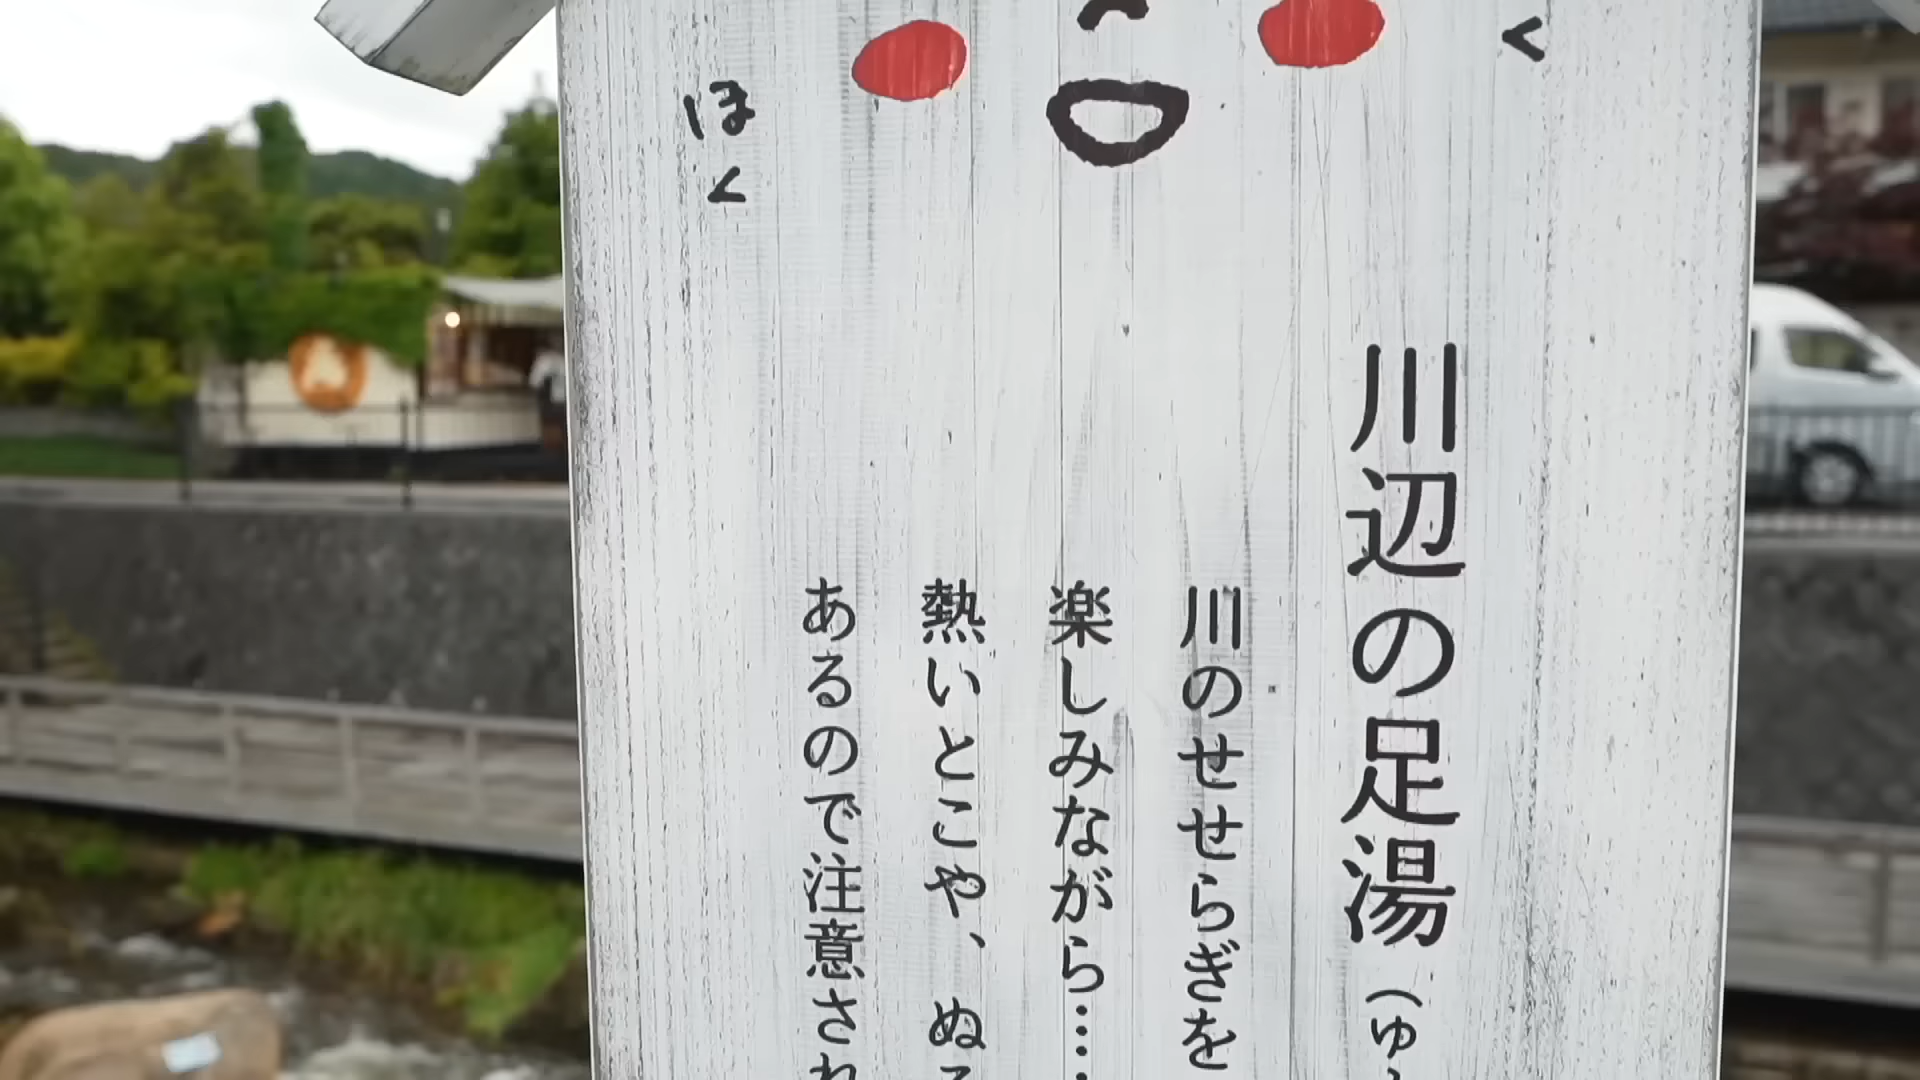 川辺の足湯（ゆ
川のせせらぎを
楽しみながら……
熱いとこや、ぬ
あるので注意され
ほく
く